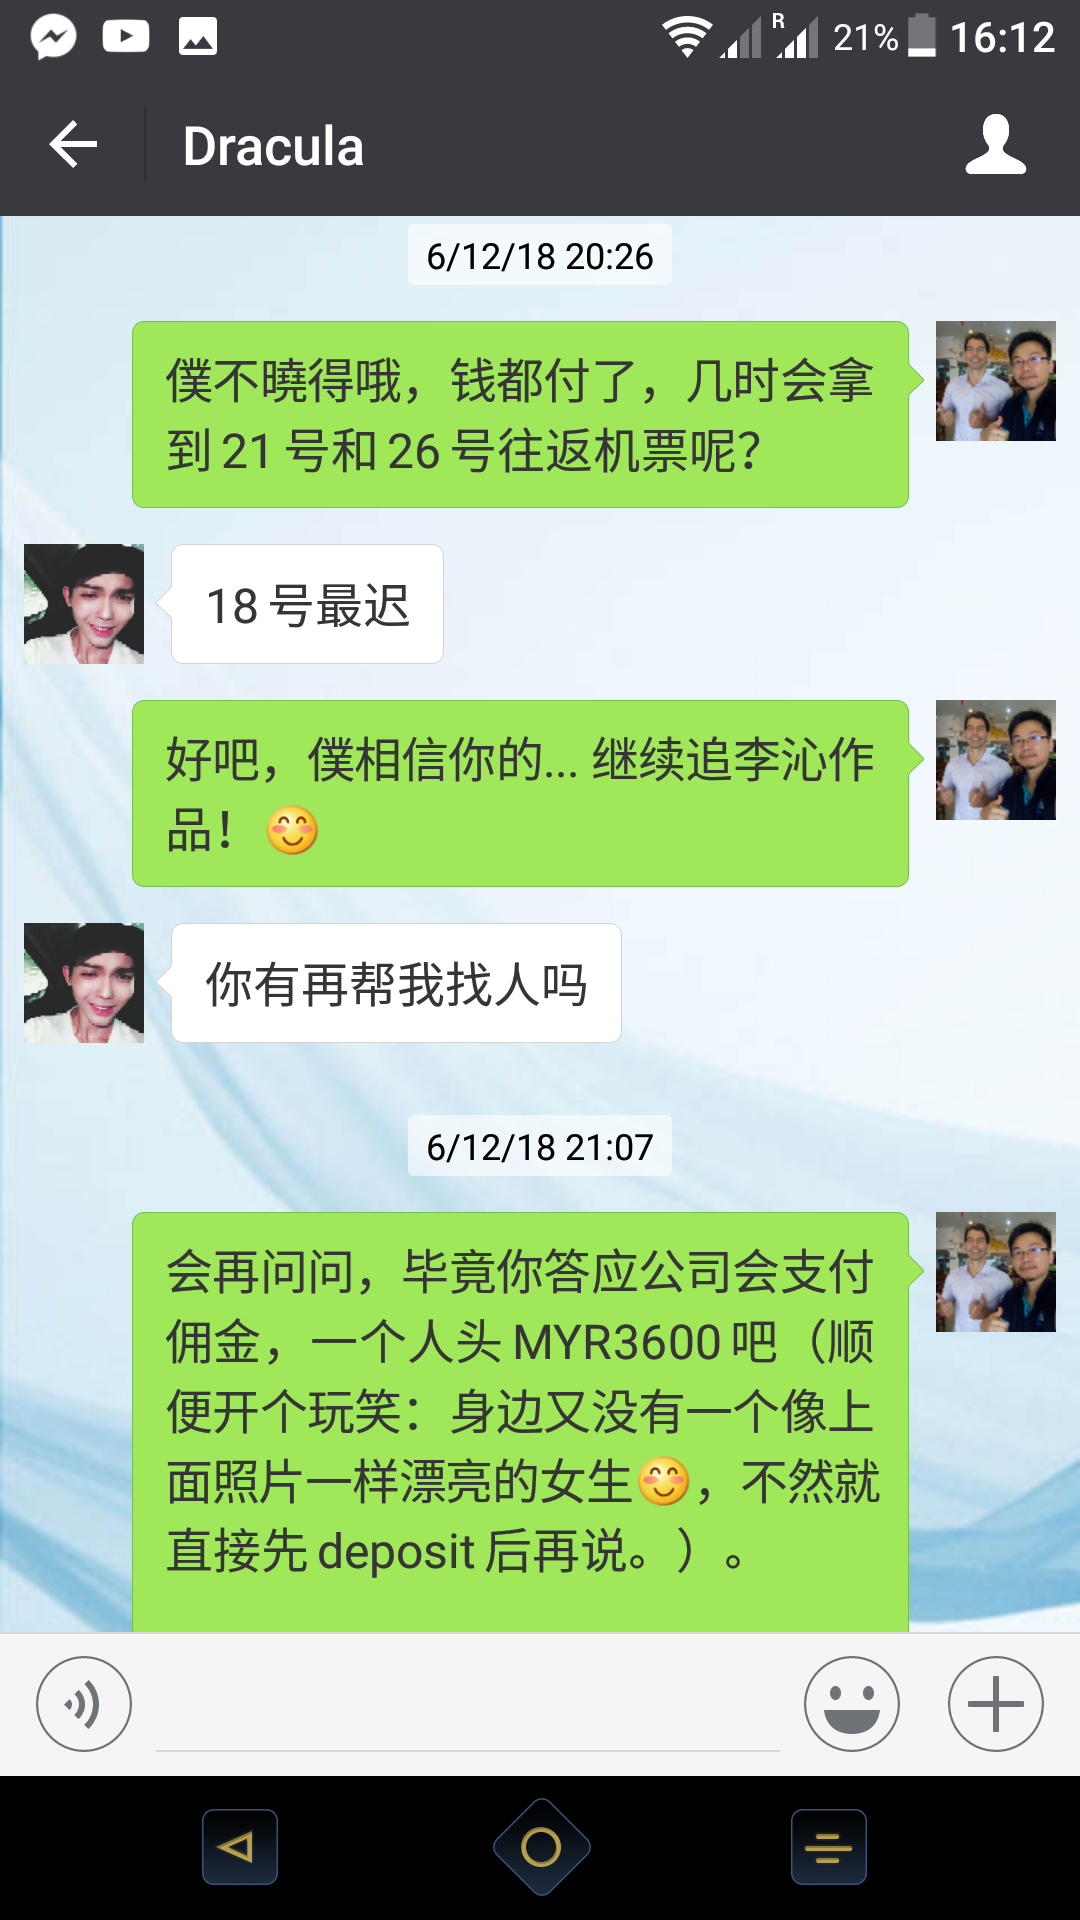 R 21% 16:12
Dracula
6/12/18 20:26
僕不曉得哦，钱都付了，几时会拿
到 21 号和 26 号往返机票呢？
18 号最迟
好吧，僕相信你的... 继续追李沁作
品！😊
你有再帮我找人吗
6/12/18 21:07
会再问问，毕竟你答应公司会支付
佣金，一个人头 MYR3600 吧（顺
便开个玩笑：身边又没有一个像上
面照片一样漂亮的女生😊，不然就
直接先 deposit 后再说。）。